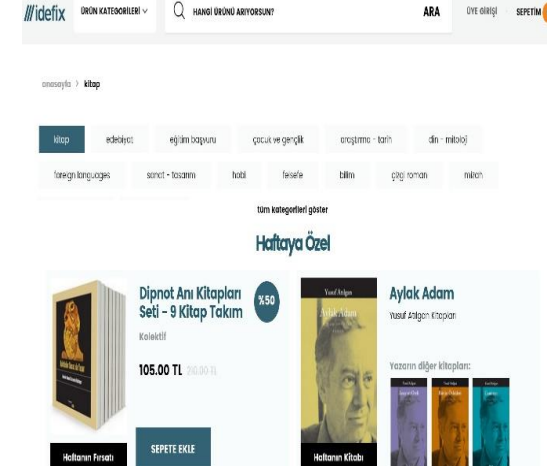 idefix
ÜRÜN KATEGORİLERİ
HANGİ ÜRÜNÜ ARIYORSUN?
ARA
ÜYE GİRİŞİ
SEPETİM
anasayfa > kitap
kitap
edebiyat
eğitim başvuru
çocuk ve gençlik
araştırma - tarih
din - mitoloji
foreign languages
sanat - tasarım
hobi
felsefe
bilim
çizgi roman
mizah
tüm kategorileri göster
Haftaya Özel
Dipnot Anı Kitapları
Seti - 9 Kitap Takım
%50
Kolektif
105.00 TL 210.00 TL
SEPETE EKLE
Haftanın Fırsatı
Yusuf Atılgan
Aylak Adam
Haftanın Kitabı
Aylak Adam
Yusuf Atılgan Kitapları
Yazarın diğer kitapları: